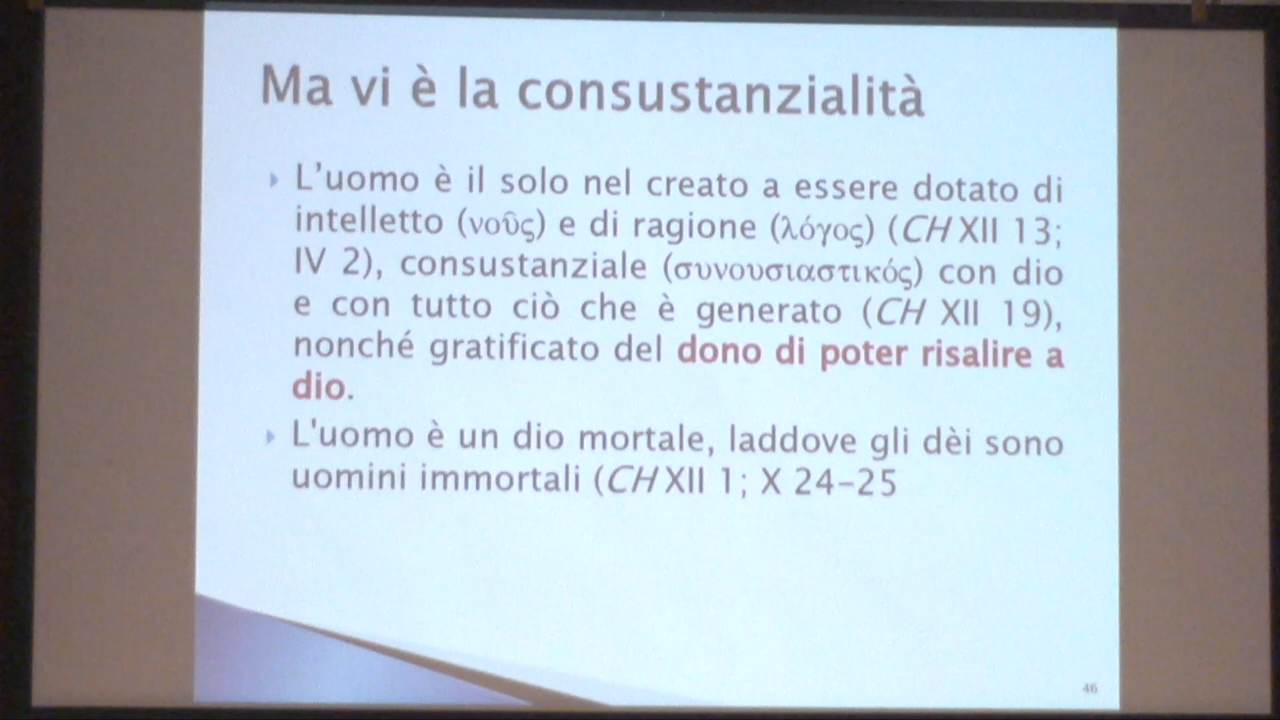 Ma vi è la consustanzialità
L’uomo è il solo nel creato a essere dotato di
intelletto (νοῦς) e di ragione (λόγος) (CH XII 13;
IV 2), consustanziale (συνουσιαστικός) con dio
e con tutto ciò che è generato (CH XII 19),
nonché gratificato del dono di poter risalire a
dio.
L'uomo è un dio mortale, laddove gli dèi sono
uomini immortali (CH XII 1; X 24–25
46